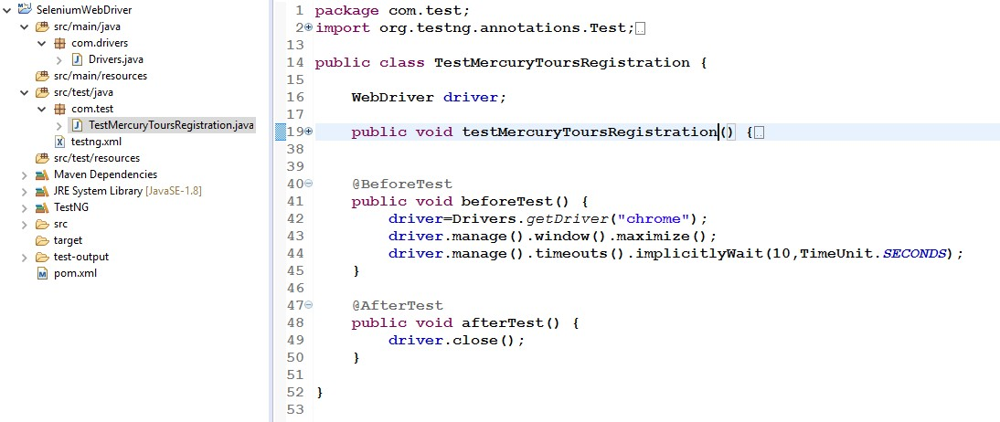 SeleniumWebDriver
src/main/java
com.drivers
Drivers.java
src/main/resources
src/test/java
com.test
TestMercuryToursRegistration.java
testng.xml
src/test/resources
Maven Dependencies
JRE System Library [JavaSE-1.8]
TestNG
src
target
test-output
pom.xml
1 package com.test;
2 import org.testng.annotations.Test;
13
14 public class TestMercuryToursRegistration {
15
16     WebDriver driver;
17
19     public void testMercuryToursRegistration() {
38
39
40     @BeforeTest
41     public void beforeTest() {
42         driver=Drivers.getDriver("chrome");
43         driver.manage().window().maximize();
44         driver.manage().timeouts().implicitlyWait(10,TimeUnit.SECONDS);
45     }
46
47     @AfterTest
48     public void afterTest() {
49         driver.close();
50     }
51
52 }
53